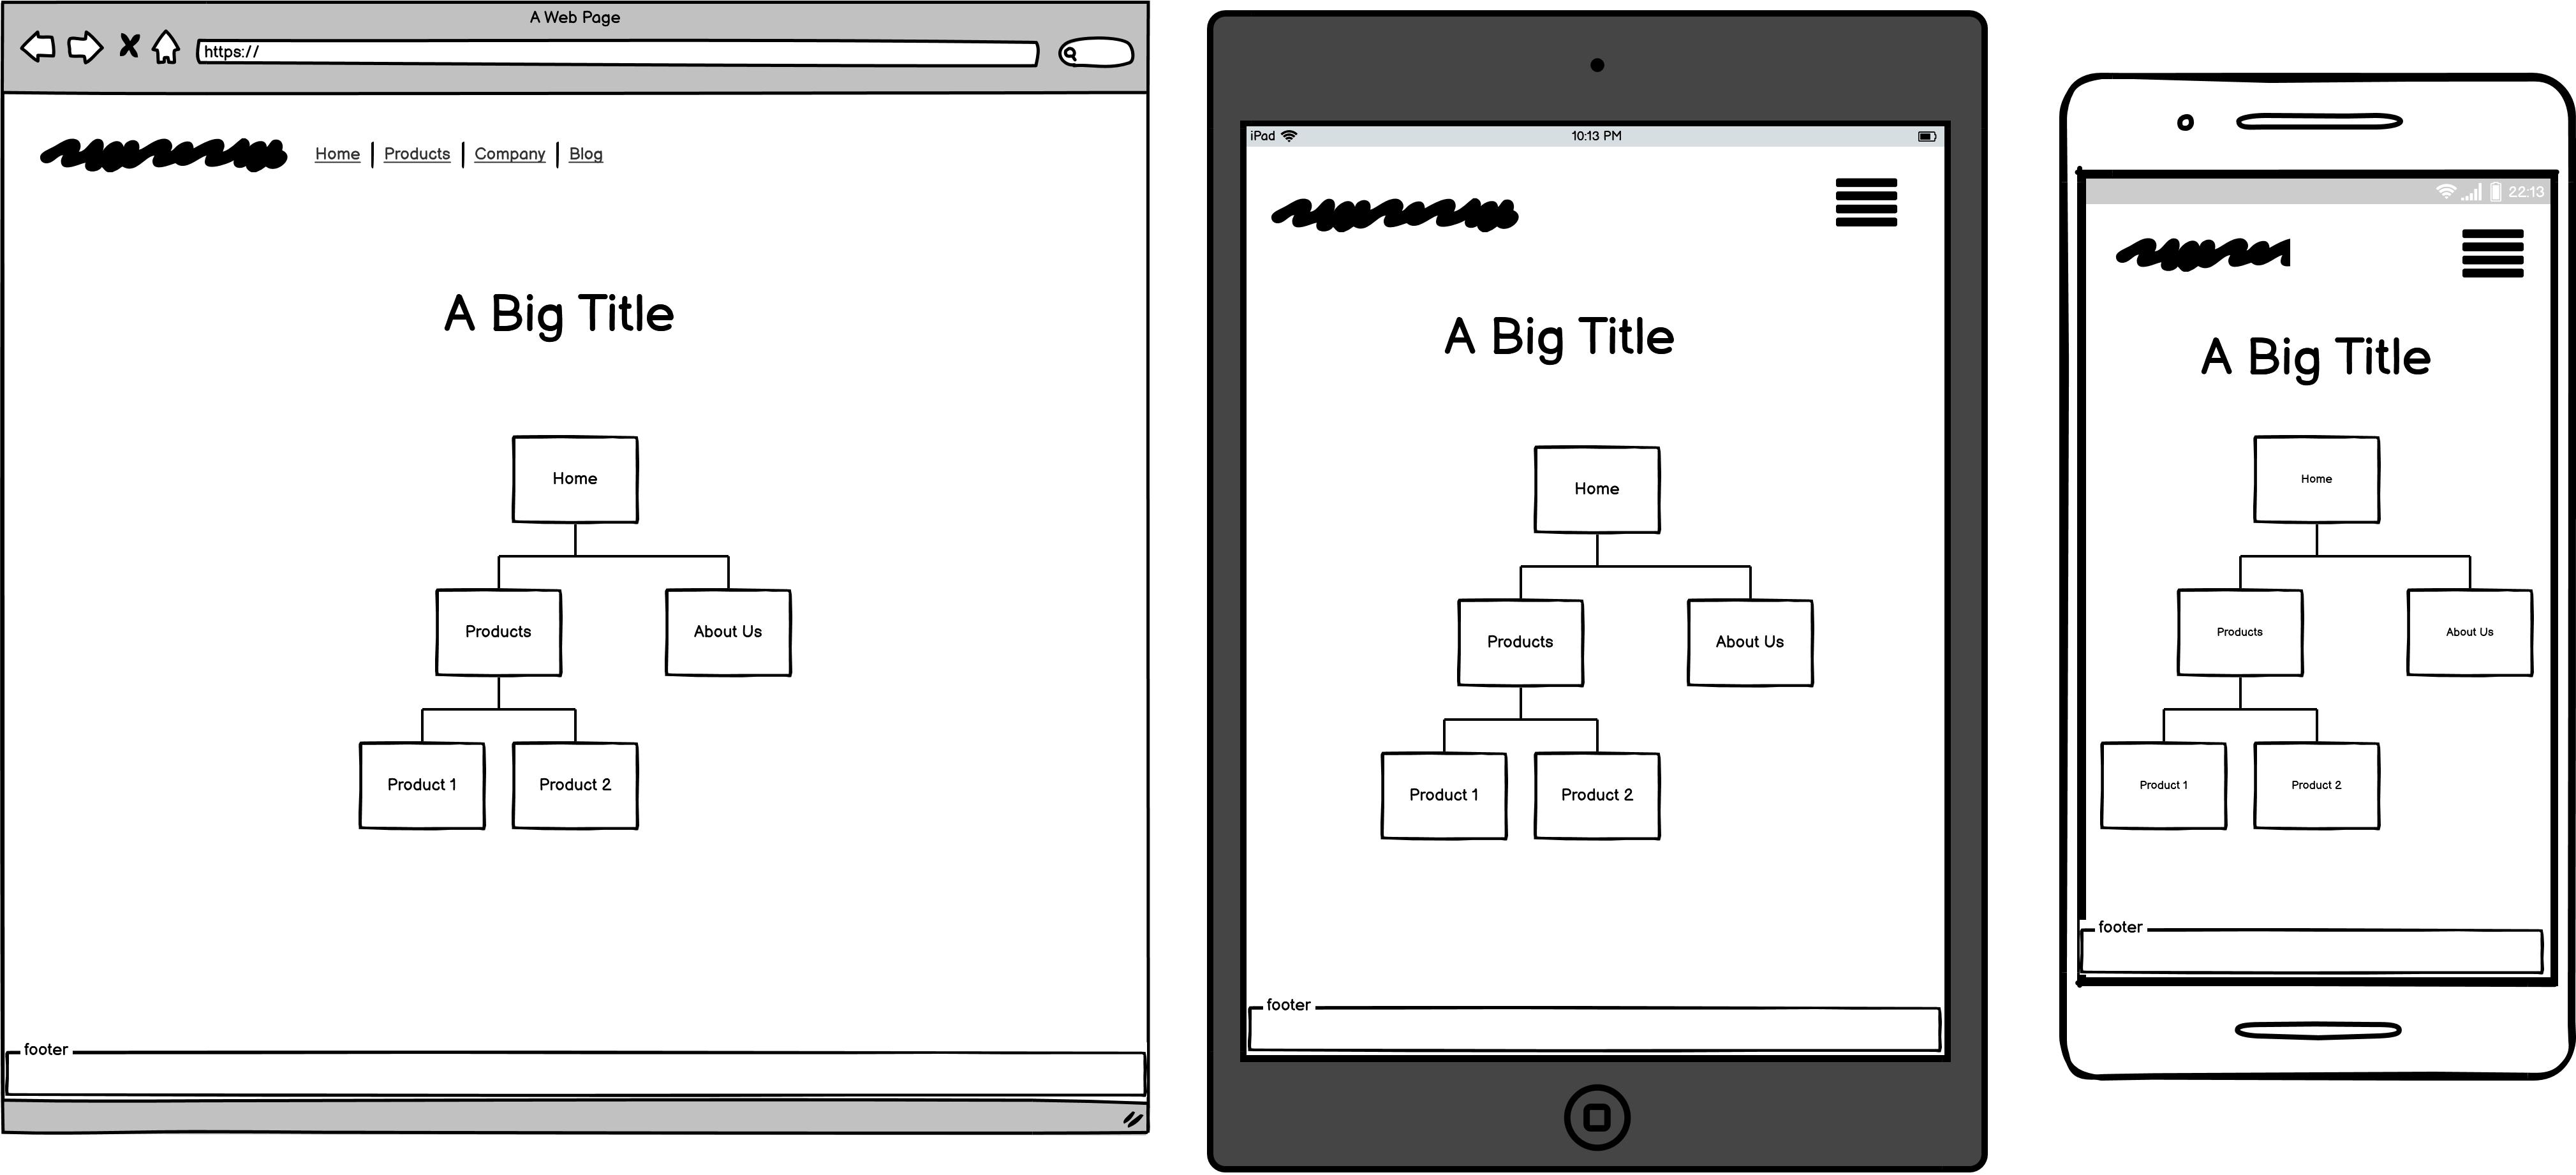 A Web Page
https://
Home | Products | Company | Blog
A Big Title
Home
Products About Us
Product 1 Product 2
footer
iPad 10:13 PM
A Big Title
Home
Products About Us
Product 1 Product 2
footer
22:13
A Big Title
Home
Products About Us
Product 1 Product 2
footer